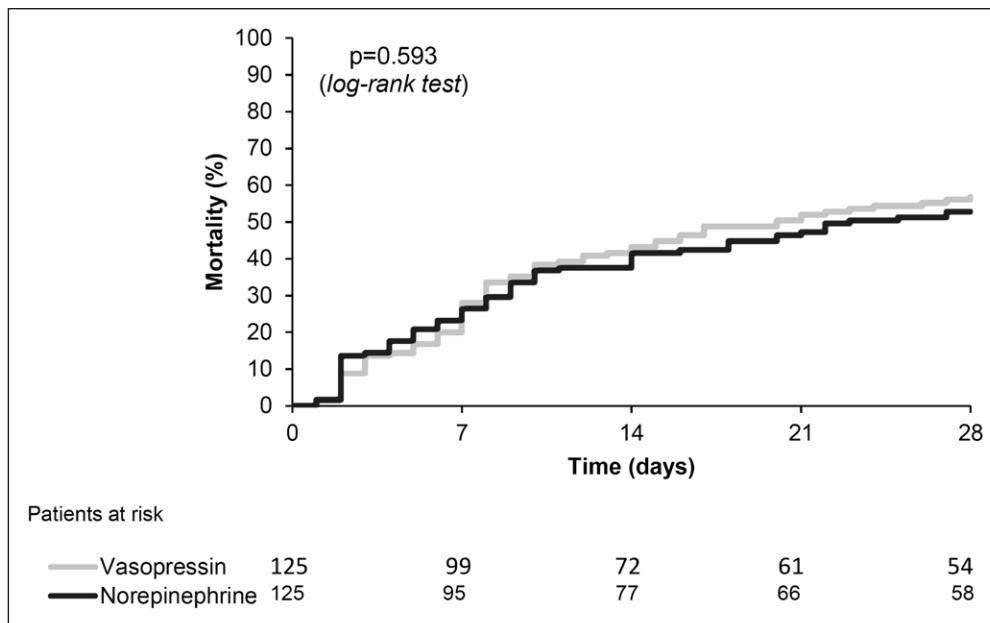 p=0.593
(log-rank test)
100
90
80
70
60
50
40
30
20
10
0
Mortality (%)
0 7 14 21 28
Time (days)
Patients at risk
Vasopressin 125 99 72 61 54
Norepinephrine 125 95 77 66 58